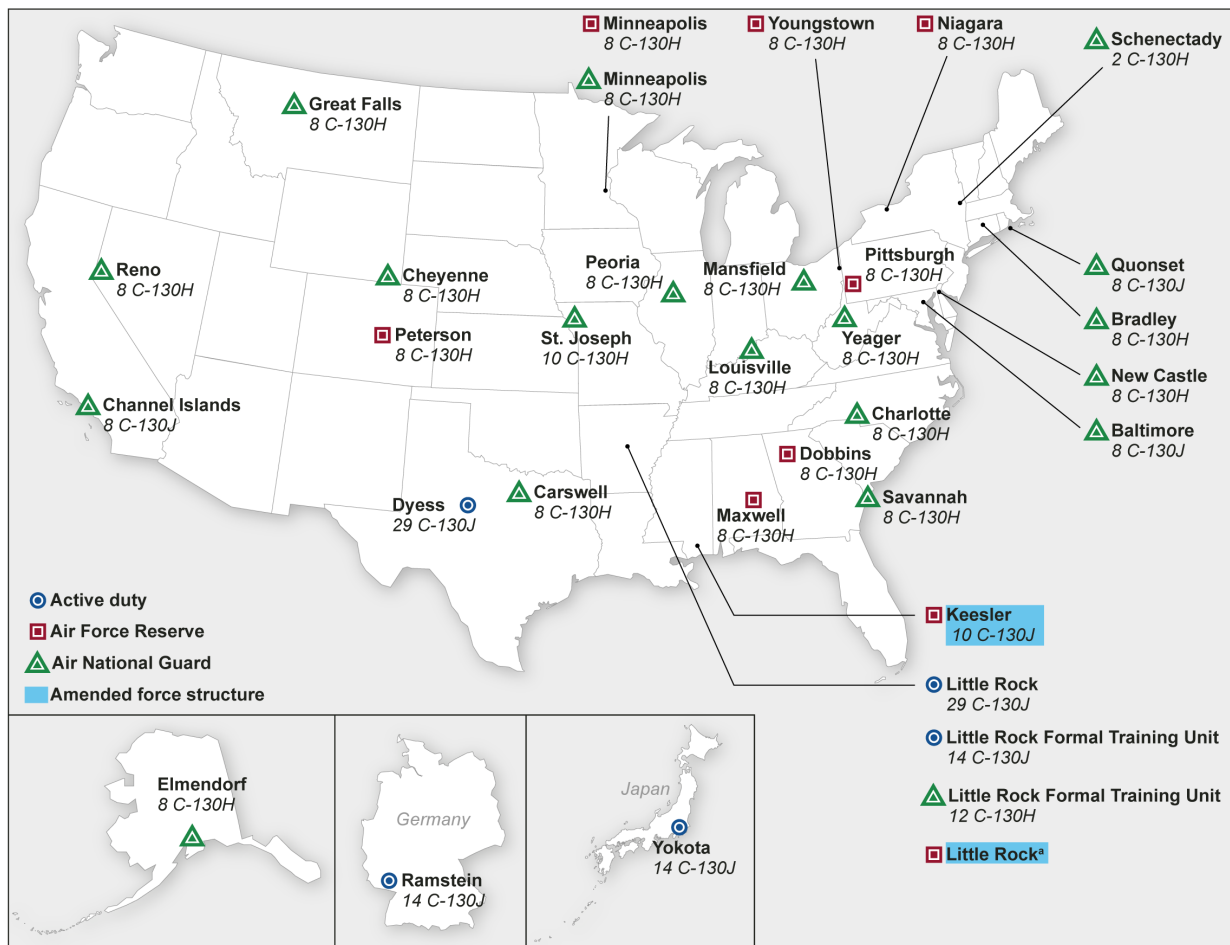 Minneapolis
8 C-130H
Youngstown
8 C-130H
Niagara
8 C-130H
Schenectady
2 C-130H
Minneapolis
8 C-130H
Great Falls
8 C-130H
Reno
8 C-130H
Cheyenne
8 C-130H
Peoria
8 C-130H
Mansfield
8 C-130H
Pittsburgh
8 C-130H
Quonset
8 C-130J
Peterson
8 C-130H
St. Joseph
10 C-130H
Louisville
8 C-130H
Yeager
8 C-130H
Bradley
8 C-130H
New Castle
8 C-130H
Channel Islands
8 C-130J
Charlotte
8 C-130H
Baltimore
8 C-130J
Dobbins
8 C-130H
Dyess
29 C-130J
Carswell
8 C-130H
Maxwell
8 C-130H
Savannah
8 C-130H
Active duty
Air Force Reserve
Air National Guard
Amended force structure
Keesler
10 C-130J
Little Rock
29 C-130J
Little Rock Formal Training Unit
14 C-130J
Little Rock Formal Training Unit
12 C-130H
Little Rockᵃ
Elmendorf
8 C-130H
Germany
Ramstein
14 C-130J
Japan
Yokota
14 C-130J